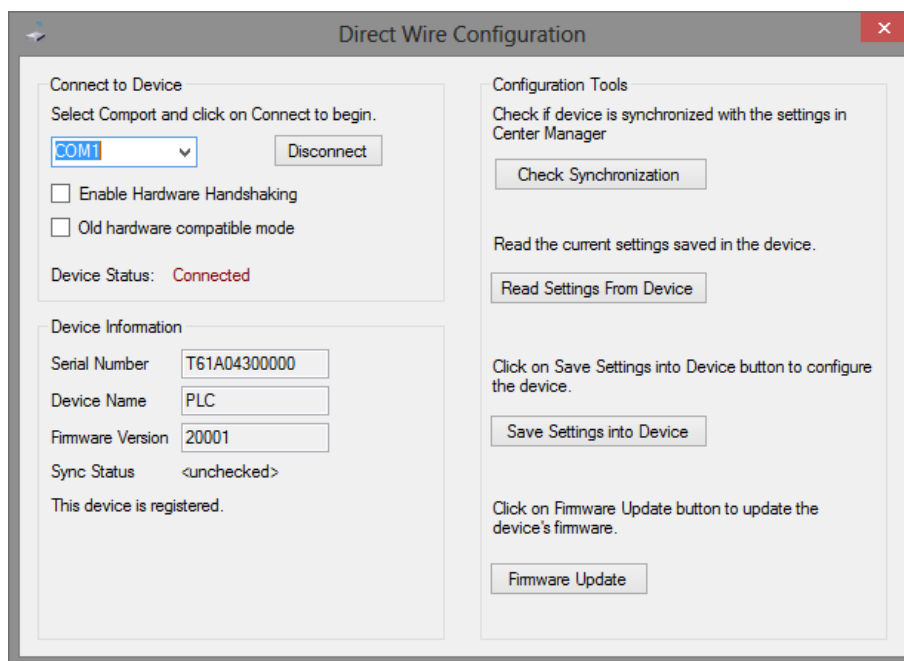 Direct Wire Configuration
Connect to Device
Select Comport and click on Connect to begin.
COM1
Disconnect
Enable Hardware Handshaking
Old hardware compatible mode
Device Status: Connected
Device Information
Serial Number T61A04300000
Device Name PLC
Firmware Version 20001
Sync Status <unchecked>
This device is registered.
Configuration Tools
Check if device is synchronized with the settings in
Center Manager
Check Synchronization
Read the current settings saved in the device.
Read Settings From Device
Click on Save Settings into Device button to configure
the device.
Save Settings into Device
Click on Firmware Update button to update the
device's firmware.
Firmware Update